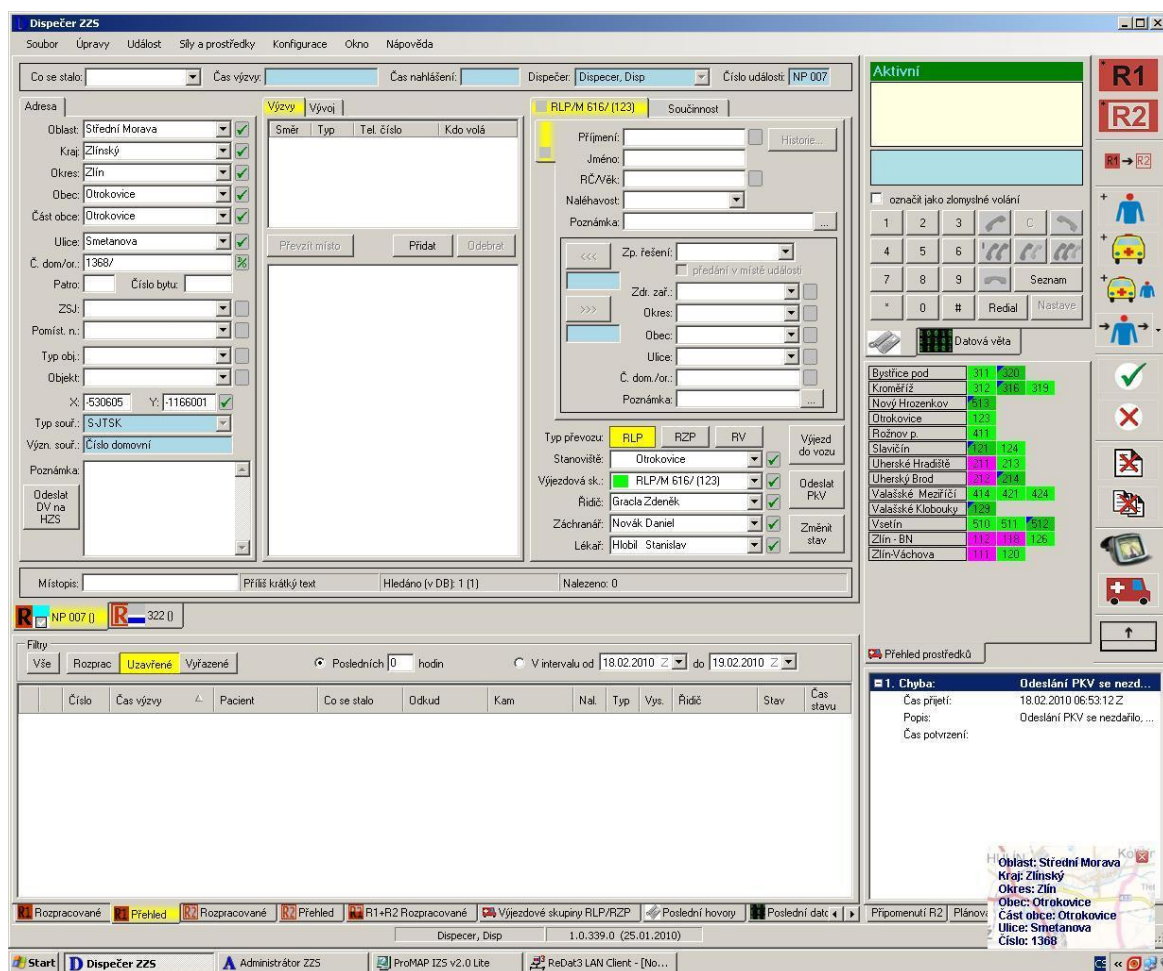 Dispečer ZZS
Soubor Úpravy Událost Síly a prostředky Konfigurace Okno Nápověda
Co se stalo: Čas výzvy: Čas nahlášení: Dispečer: Dispecer, Disp Číslo události: NP 007
Adresa
Oblast: Střední Morava
Kraj: Zlínský
Okres: Zlín
Obec: Otrokovice
Část obce: Otrokovice
Ulice: Smetanova
Č. dom/or.: 1368/
Patro: Číslo bytu:
ZSJ:
Pomíst. n.:
Typ obj.:
Objekt:
X: -530605 Y: -1166001
Typ souř.: S-JTSK
Význ. souř.: Číslo domovní
Poznámka:
Odeslat
DV na
HZS
Výzvy Vývoj
Směr Typ Tel. číslo Kdo volá
Převzít místo Přidat Odebrat
RLP/M 616/ (123) Součinnost
Příjmení: Historie...
Jméno:
RČ/Věk:
Naléhavost:
Poznámka: ...
<<< Zp. řešení:
předání v místě události
Zdr. zař.:
>>> Okres:
Obec:
Ulice:
Č. dom./or.:
Poznámka: ...
Typ převozu: RLP RZP RV
Stanoviště: Otrokovice
Výjezdová sk.: RLP/M 616/ (123)
Řidič: Gracla Zdeněk
Záchranář: Novák Daniel
Lékař: Hlobil Stanislav
Výjezd
do vozu
Odeslat
PkV
Změnit
stav
Místopis: Příliš krátký text Hledáno (v DB): 1 (1) Nalezeno: 0
R NP 007 () R 322 ()
Filtry
Vše Rozprac Uzavřené Vyřazené Posledních 0 hodin V intervalu od 18.02.2010 Z do 19.02.2010 Z
Číslo Čas výzvy Pacient Co se stalo Odkud Kam Nal. Typ Vys. Řidič Stav Čas
stavu
R1 Rozpracované R1 Přehled R2 Rozpracované R2 Přehled R1+R2 Rozpracované Výjezdové skupiny RLP/RZP Poslední hovory Poslední datc
Dispecer, Disp 1.0.339.0 (25.01.2010)
Aktivní
označit jako zlomyslné volání
1 2 3 C
4 5 6
7 8 9 Seznam
* 0 # Redial Nastave
Datová věta
Bystřice pod 311 320
Kroměříž 312 316 319
Nový Hrozenkov 513
Otrokovice 123
Rožnov p. 411
Slavičín 121 124
Uherské Hradiště 211 213
Uherský Brod 212 214
Valašské Meziříčí 414 421 424
Valašské Klobouky 129
Vsetín 510 511 512
Zlín - BN 112 118 126
Zlín-Váchova 111 120
Přehled prostředků
R1
R2
R1 → R2
1. Chyba: Odeslání PKV se nezd...
Čas přijetí: 18.02.2010 06:53:12 Z
Popis: Odeslání PKV se nezdařilo, ...
Čas potvrzení:
Oblast: Střední Morava
Kraj: Zlínský
Okres: Zlín
Obec: Otrokovice
Část obce: Otrokovice
Ulice: Smetanova
Číslo: 1368
Připomenutí R2 Plánova
Start Dispečer ZZS Administrátor ZZS ProMAP IZS v2.0 Lite ReDat3 LAN Client - [No... CS